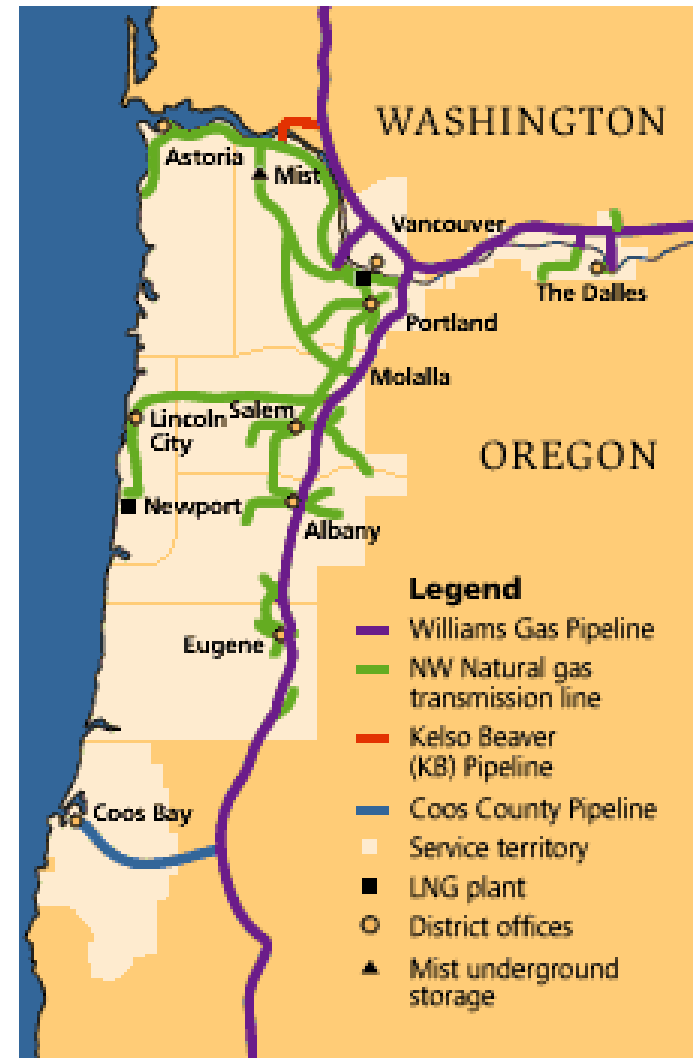 WASHINGTON
Astoria
Mist
Vancouver
The Dalles
Portland
Molalla
Lincoln
City
Salem
OREGON
Newport
Albany
Legend
Williams Gas Pipeline
Eugene
NW Natural gas
transmission line
Kelso Beaver
(KB) Pipeline
Coos Bay
Coos County Pipeline
Service territory
LNG plant
District offices
Mist underground
storage